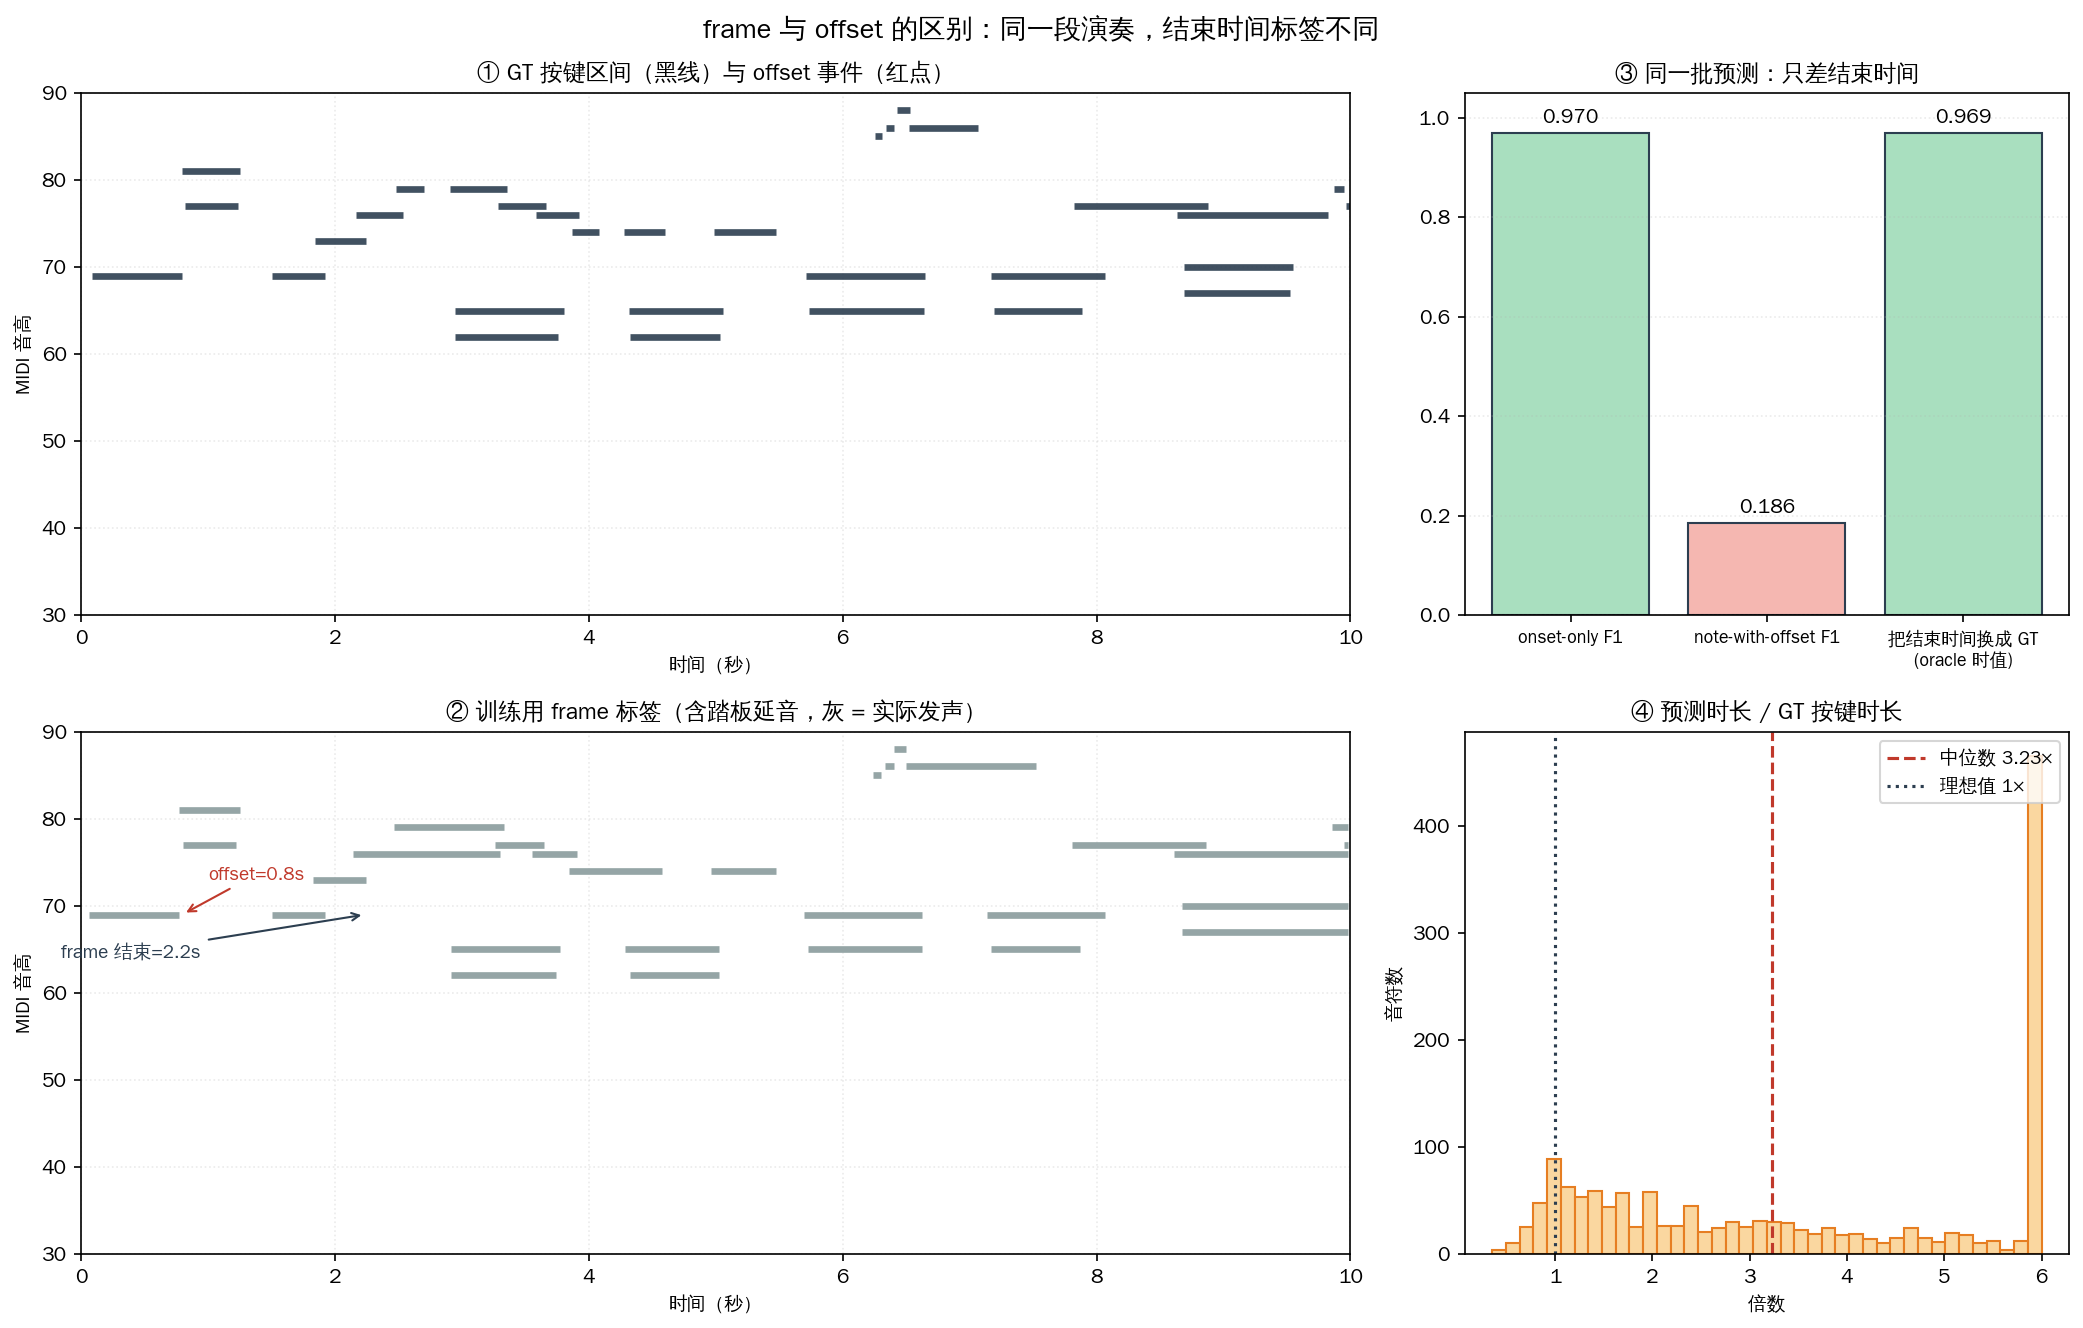 frame 与 offset 的区别：同一段演奏，结束时间标签不同
① GT 按键区间（黑线）与 offset 事件（红点）
90
80
70
60
50
40
30
MIDI 音高
0 2 4 6 8 10
时间（秒）
③ 同一批预测：只差结束时间
1.0
0.8
0.6
0.4
0.2
0.0
0.970
0.186
0.969
onset-only F1
note-with-offset F1
把结束时间换成 GT
(oracle 时值)
② 训练用 frame 标签（含踏板延音，灰 = 实际发声）
90
80
70
60
50
40
30
MIDI 音高
offset=0.8s
frame 结束=2.2s
0 2 4 6 8 10
时间（秒）
④ 预测时长 / GT 按键时长
中位数 3.23×
理想值 1×
400
300
200
100
0
音符数
1 2 3 4 5 6
倍数